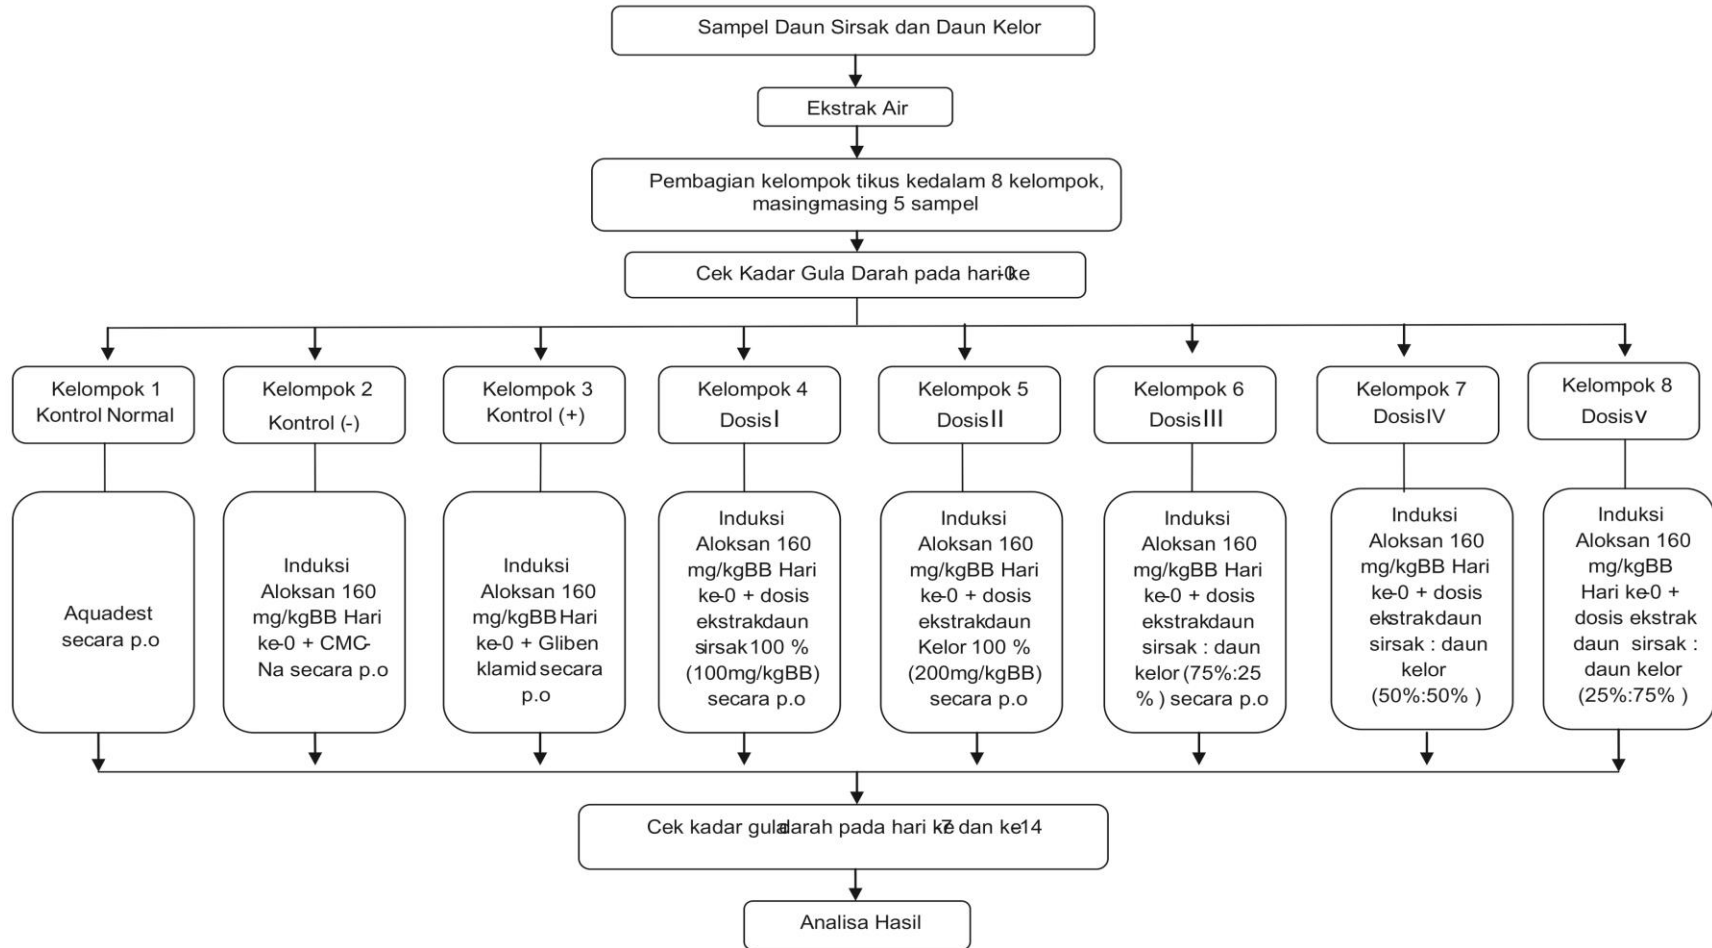 Sampel Daun Sirsak dan Daun Kelor
Ekstrak Air
Pembagian kelompok tikus kedalam 8 kelompok,
masing-masing 5 sampel
Cek Kadar Gula Darah pada hari ke-0
Kelompok 1
Kontrol Normal
Kelompok 2
Kontrol (-)
Kelompok 3
Kontrol (+)
Kelompok 4
Dosis I
Kelompok 5
Dosis II
Kelompok 6
Dosis III
Kelompok 7
Dosis IV
Kelompok 8
Dosis v
Aquadest
secara p.o
Induksi
Aloksan 160
mg/kgBB Hari
ke-0 + CMC-
Na secara p.o
Induksi
Aloksan 160
mg/kgBB Hari
ke-0 + Gliben
klamid secara
p.o
Induksi
Aloksan 160
mg/kgBB Hari
ke-0 + dosis
ekstrak daun
sirsak 100 %
(100mg/kgBB)
secara p.o
Induksi
Aloksan 160
mg/kgBB Hari
ke-0 + dosis
ekstrak daun
Kelor 100 %
(200mg/kgBB)
secara p.o
Induksi
Aloksan 160
mg/kgBB Hari
ke-0 + dosis
ekstrak daun
sirsak : daun
kelor (75%:25
% ) secara p.o
Induksi
Aloksan 160
mg/kgBB Hari
ke-0 + dosis
ekstrak daun
sirsak : daun
kelor
(50%:50% )
Induksi
Aloksan 160
mg/kgBB
Hari ke-0 +
dosis ekstrak
daun sirsak :
daun kelor
(25%:75% )
Cek kadar gula darah pada hari ke-7 dan ke-14
Analisa Hasil